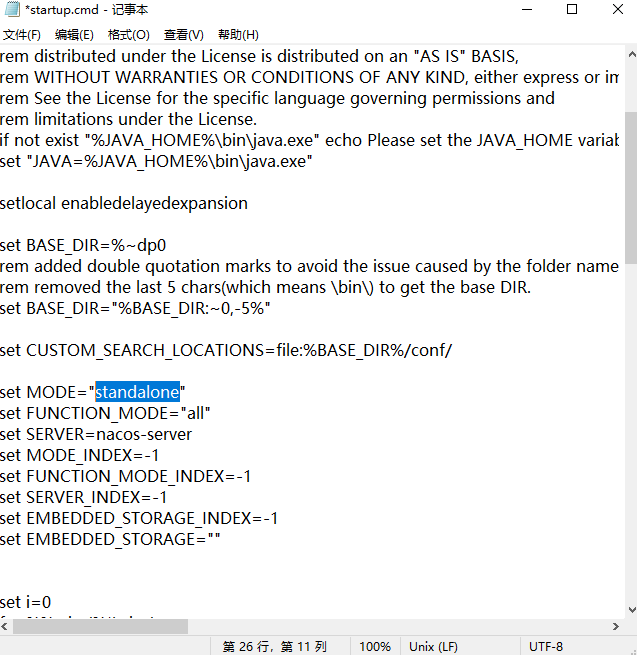 *startup.cmd - 记事本
文件(F) 编辑(E) 格式(O) 查看(V) 帮助(H)
rem distributed under the License is distributed on an "AS IS" BASIS,
rem WITHOUT WARRANTIES OR CONDITIONS OF ANY KIND, either express or im
rem See the License for the specific language governing permissions and
rem limitations under the License.
if not exist "%JAVA_HOME%\bin\java.exe" echo Please set the JAVA_HOME variab
set "JAVA=%JAVA_HOME%\bin\java.exe"
setlocal enabledelayedexpansion
set BASE_DIR=%~dp0
rem added double quotation marks to avoid the issue caused by the folder name
rem removed the last 5 chars(which means \bin\) to get the base DIR.
set BASE_DIR="%BASE_DIR:~0,-5%"
set CUSTOM_SEARCH_LOCATIONS=file:%BASE_DIR%/conf/
set MODE="standalone"
set FUNCTION_MODE="all"
set SERVER=nacos-server
set MODE_INDEX=-1
set FUNCTION_MODE_INDEX=-1
set SERVER_INDEX=-1
set EMBEDDED_STORAGE_INDEX=-1
set EMBEDDED_STORAGE=""
set i=0
第 26 行，第 11 列 100% Unix (LF) UTF-8